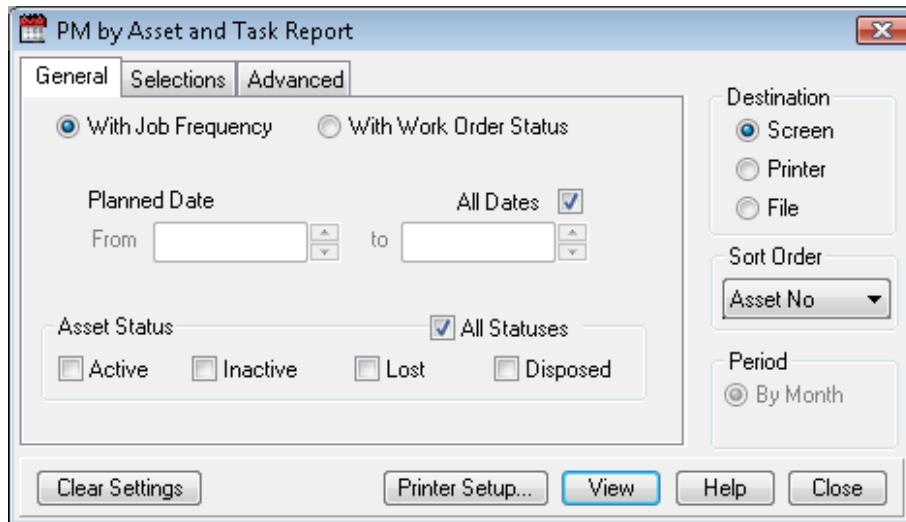 PM by Asset and Task Report
General Selections Advanced
With Job Frequency With Work Order Status
Planned Date All Dates
From to
Asset Status All Statuses
Active Inactive Lost Disposed
Destination
Screen
Printer
File
Sort Order
Asset No
Period
By Month
Clear Settings Printer Setup... View Help Close